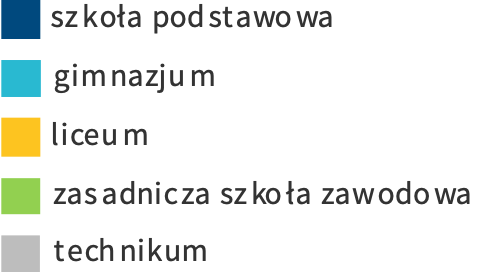 szkoła podstawowa
gimnazjum
liceum
zasadnicza szkoła zawodowa
technikum